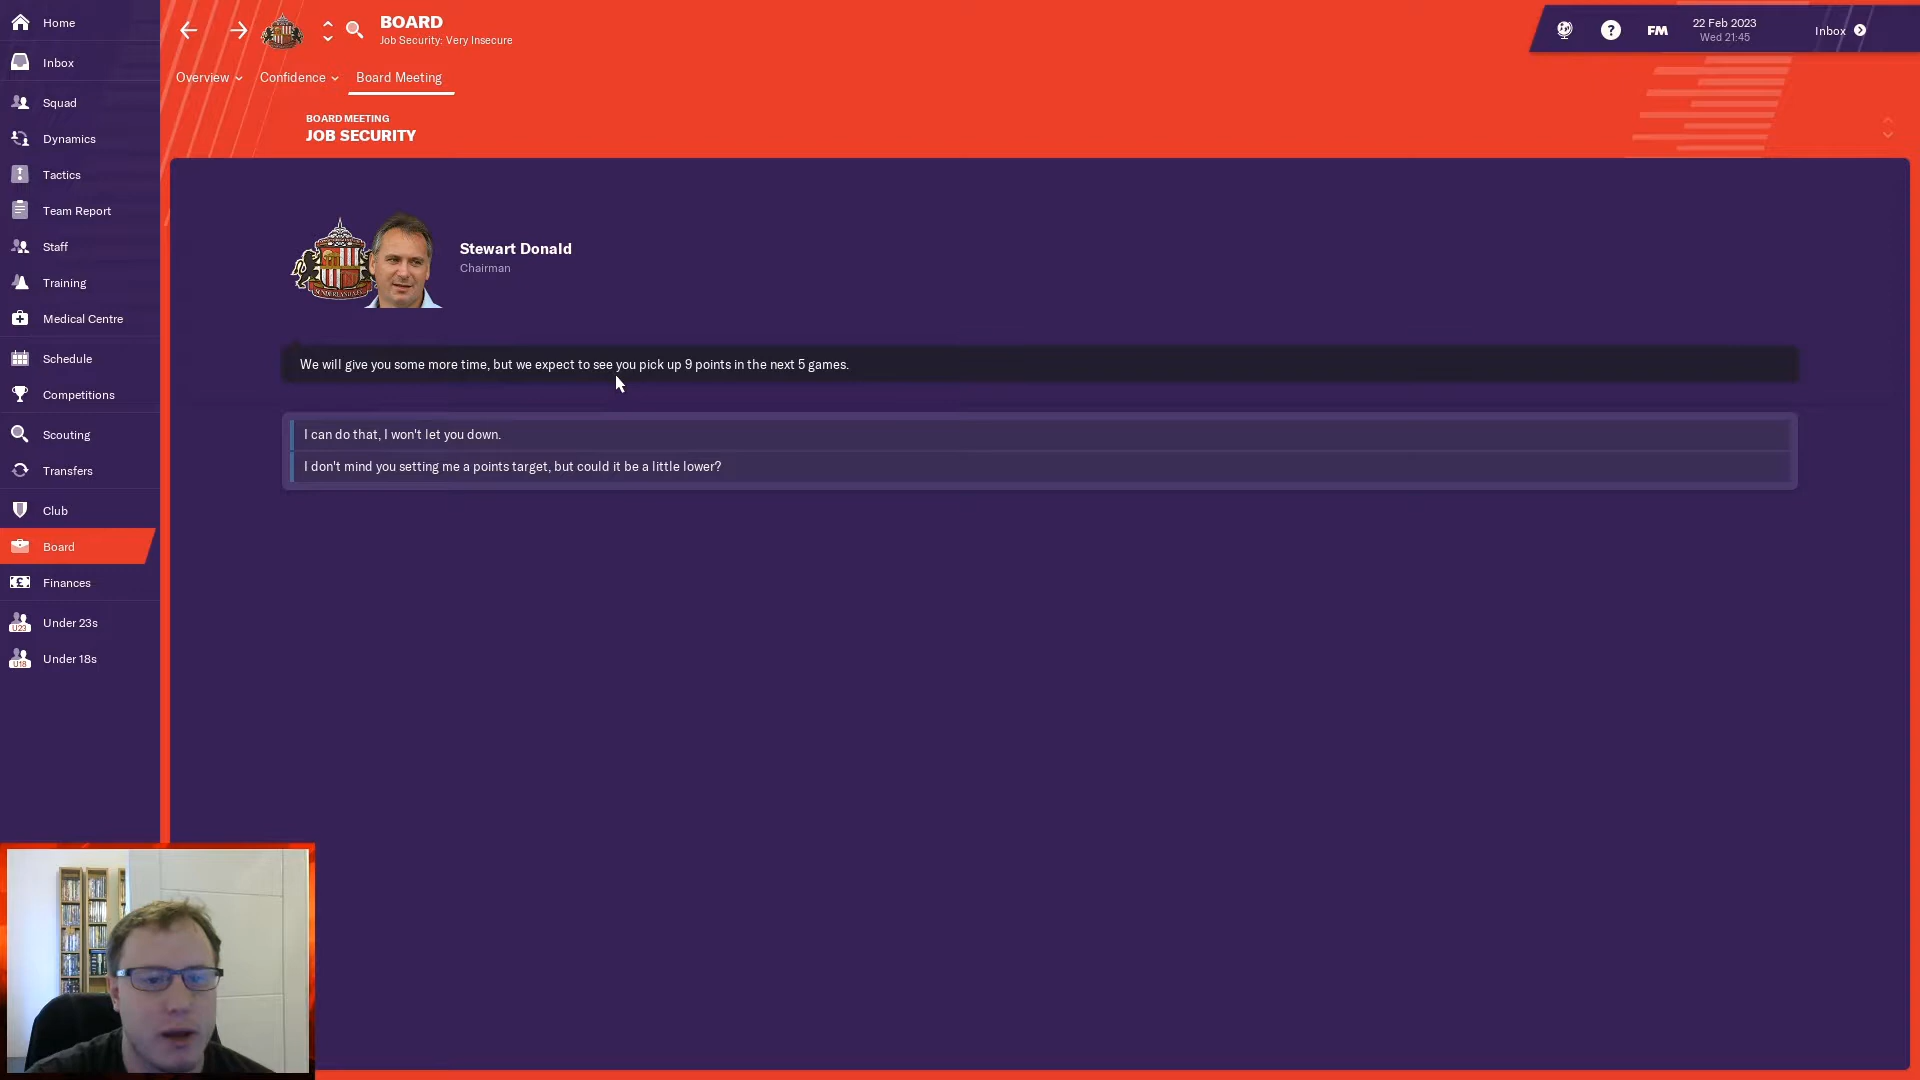 Home
Inbox
Squad
Dynamics
Tactics
Team Report
Staff
Training
Medical Centre
Schedule
Competitions
Scouting
Transfers
Club
Board
Finances
U23
Under 23s
U18
Under 18s
BOARD
Job Security: Very Insecure
?
FM
22 Feb 2023
Wed 21:45
Inbox
Overview
Confidence
Board Meeting
BOARD MEETING
JOB SECURITY
Stewart Donald
Chairman
We will give you some more time, but we expect to see you pick up 9 points in the next 5 games.
I can do that, I won't let you down.
I don't mind you setting me a points target, but could it be a little lower?